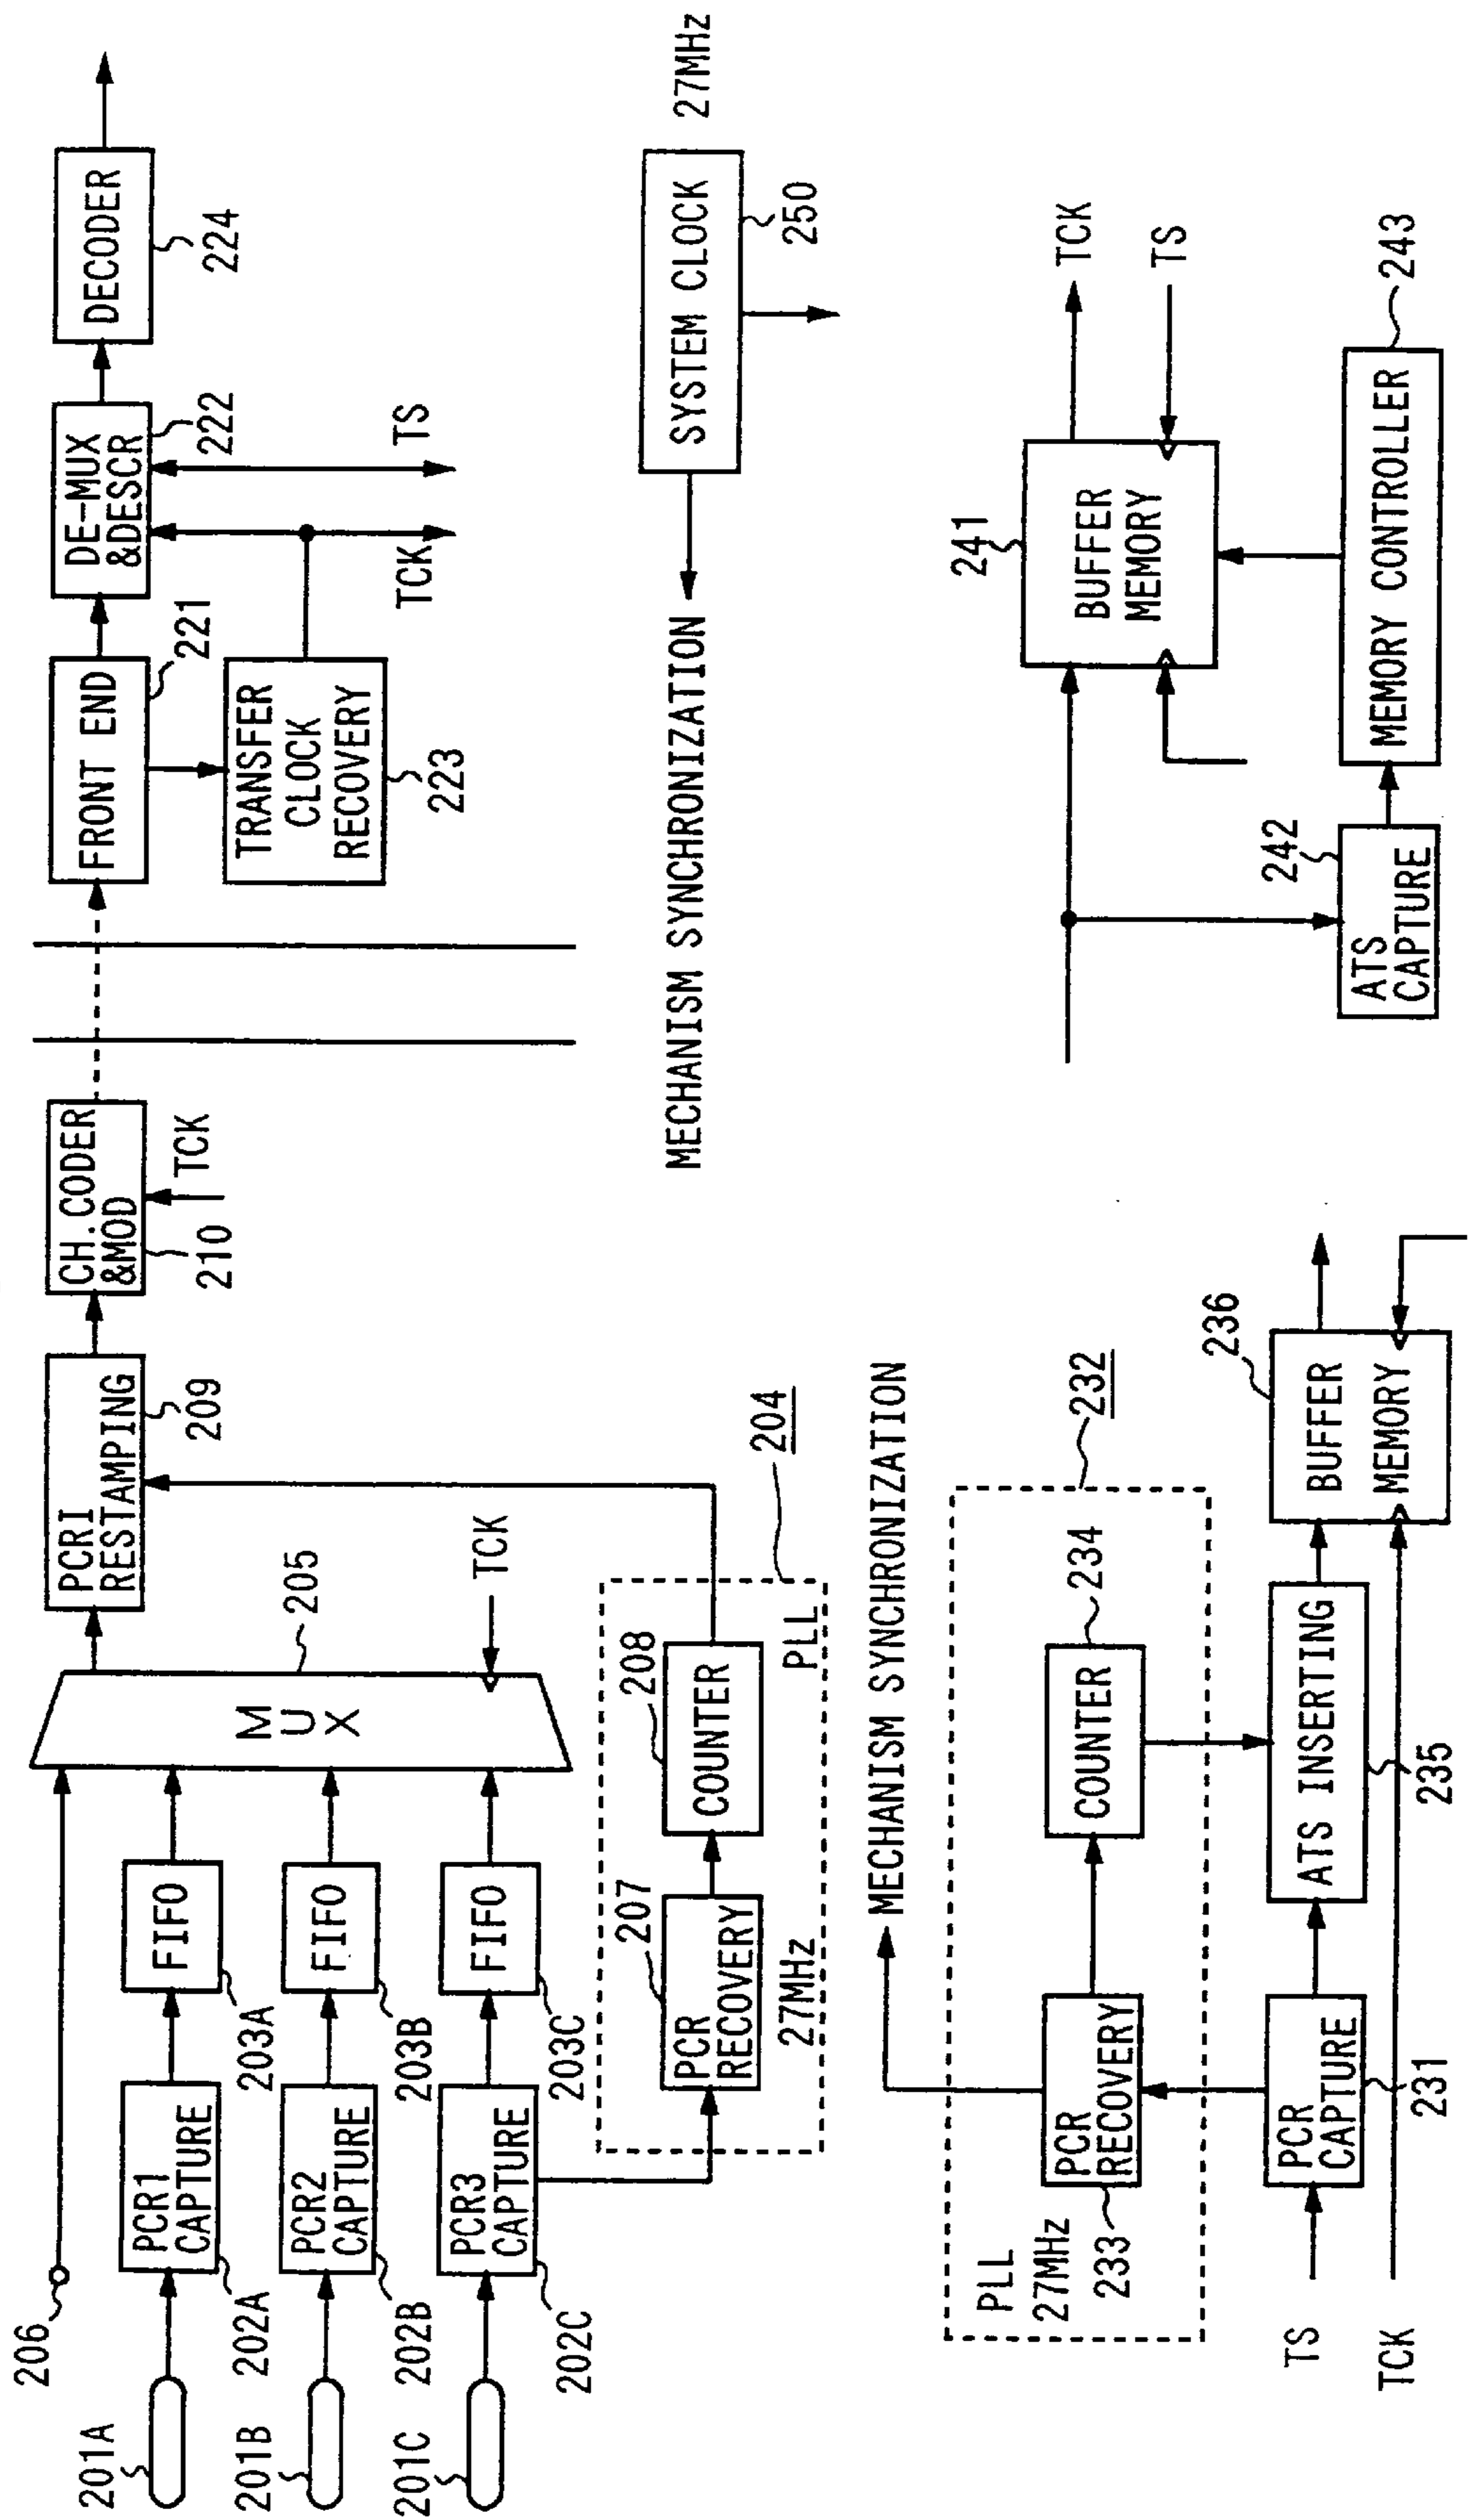 206
201A
202A
PCR1
CAPTURE
203A
FIFO
201B
202B
PCR2
CAPTURE
203B
FIFO
201C
202C
PCR3
CAPTURE
203C
FIFO
MUX
205
TCK
PCRI
RESTAMPING
209
CH.CODER
&MOD
210
TCK
207
PCR
RECOVERY
27MHz
208
COUNTER
PLL
204
FRONT END
221
TRANSFER
CLOCK
RECOVERY
223
DE-MUX
&DESCR
222
TCK
TS
DECODER
224
MECHANISM SYNCHRONIZATION
SYSTEM CLOCK
27MHz
250
MECHANISM SYNCHRONIZATION
232
PLL
27MHz
233
PCR
RECOVERY
COUNTER
234
TS
TCK
PCR
CAPTURE
231
ATS INSERTING
235
BUFFER
MEMORY
236
241
BUFFER
MEMORY
TCK
TS
242
ATS
CAPTURE
MEMORY CONTROLLER
243